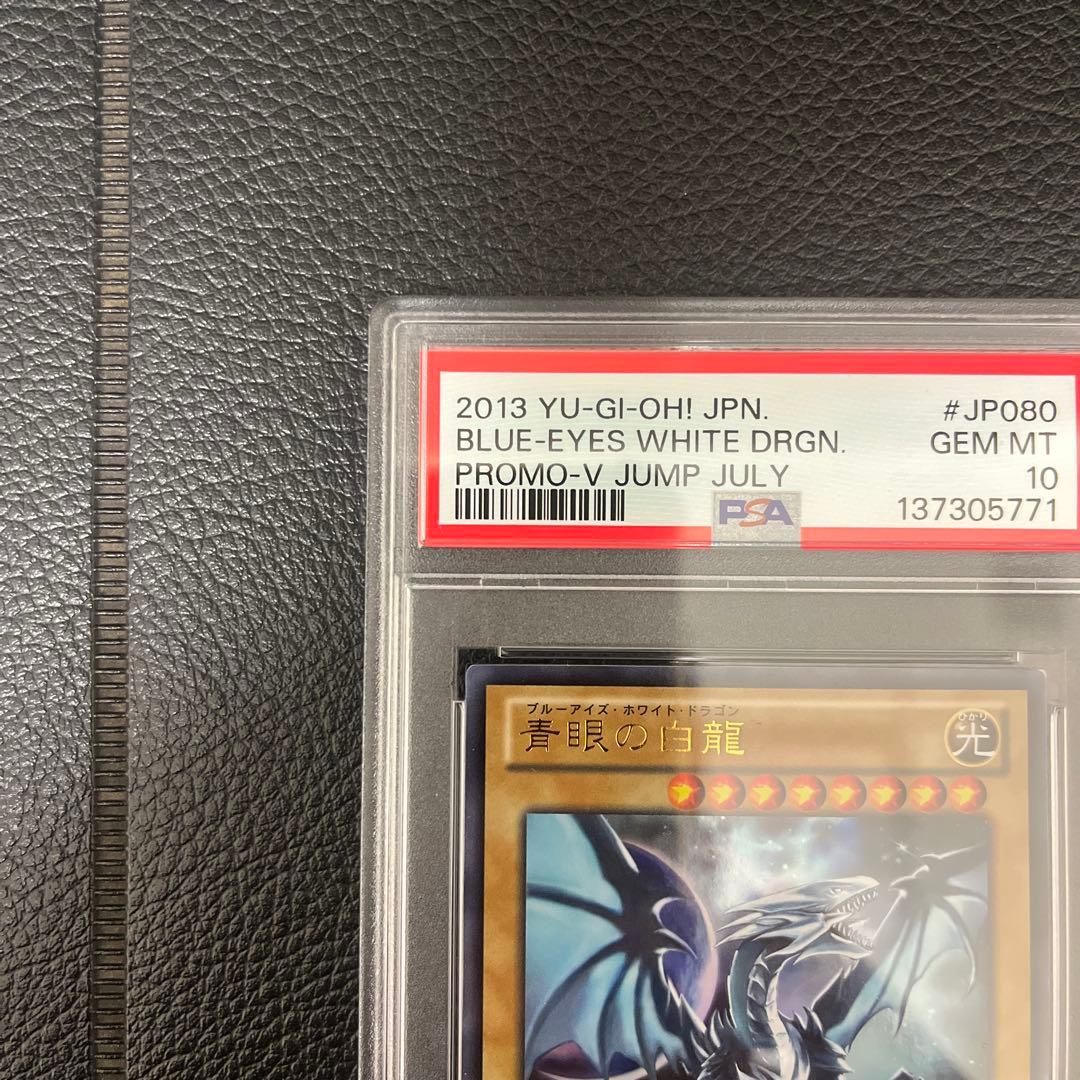 2013 YU-GI-OH! JPN. #JP080
BLUE-EYES WHITE DRGN. GEM MT
PROMO-V JUMP JULY 10
PSA 137305771
ブルーアイズ・ホワイト・ドラゴン
青眼の白龍
ひかり
光